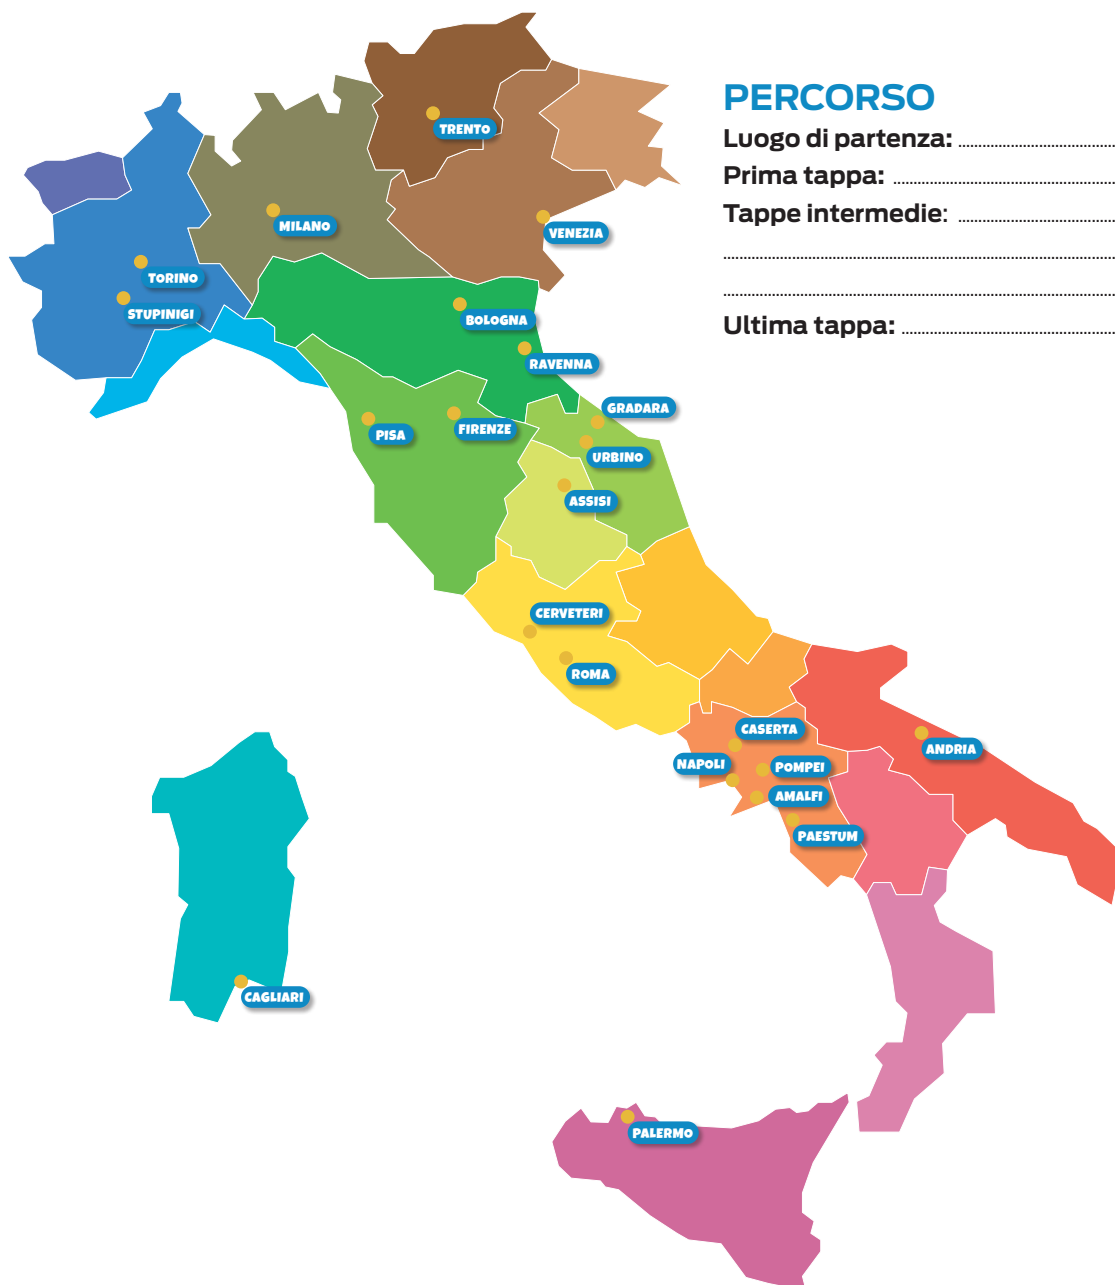 PERCORSO
Luogo di partenza: ........................................
Prima tappa: ........................................................
Tappe intermedie: ........................................
....................................................................................................
....................................................................................................
Ultima tappa: ......................................................
TRENTO
MILANO
VENEZIA
TORINO
STUPINIGI
BOLOGNA
RAVENNA
GRADARA
PISA
FIRENZE
URBINO
ASSISI
CERVETERI
ROMA
CASERTA
ANDRIA
NAPOLI
POMPEI
AMALFI
PAESTUM
CAGLIARI
PALERMO